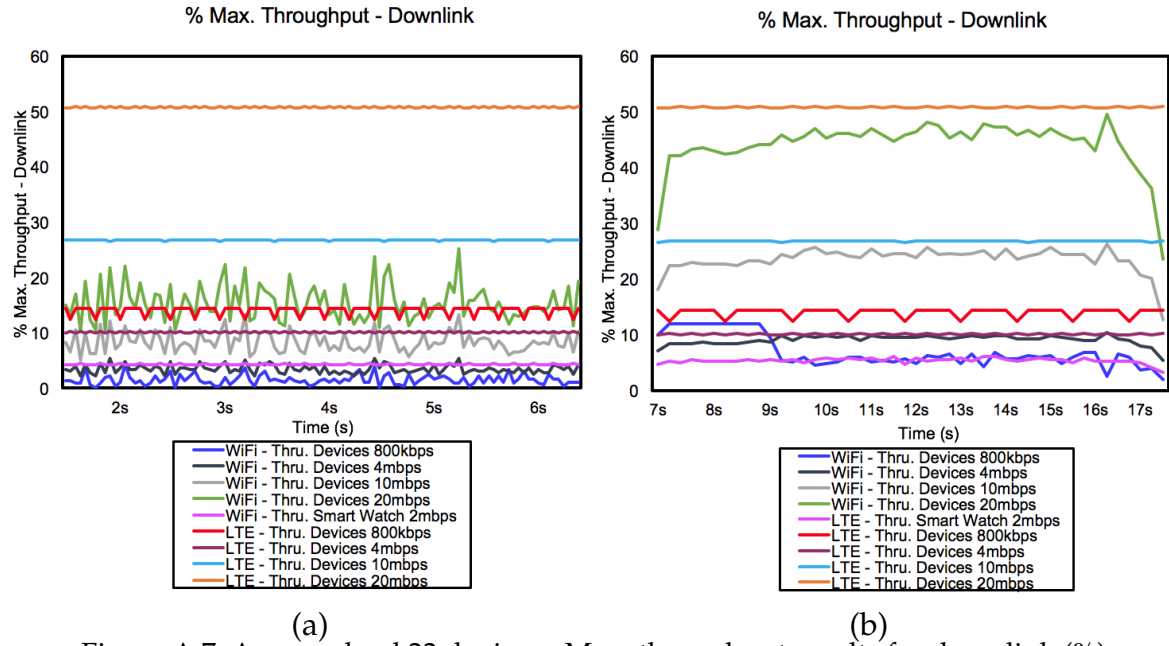 % Max. Throughput - Downlink
% Max. Throughput - Downlink
60
50
40
30
20
10
0
% Max. Throughput - Downlink
2s 3s 4s 5s 6s
Time (s)
WiFi - Thru. Devices 800kbps
WiFi - Thru. Devices 4mbps
WiFi - Thru. Devices 10mbps
WiFi - Thru. Devices 20mbps
WiFi - Thru. Smart Watch 2mbps
LTE - Thru. Devices 800kbps
LTE - Thru. Devices 4mbps
LTE - Thru. Devices 10mbps
LTE - Thru. Devices 20mbps
(a)
60
50
40
30
20
10
0
% Max. Throughput - Downlink
7s 8s 9s 10s 11s 12s 13s 14s 15s 16s 17s
Time (s)
WiFi - Thru. Devices 800kbps
WiFi - Thru. Devices 4mbps
WiFi - Thru. Devices 10mbps
WiFi - Thru. Devices 20mbps
LTE - Thru. Smart Watch 2mbps
LTE - Thru. Devices 800kbps
LTE - Thru. Devices 4mbps
LTE - Thru. Devices 10mbps
LTE - Thru. Devices 20mbps
(b)